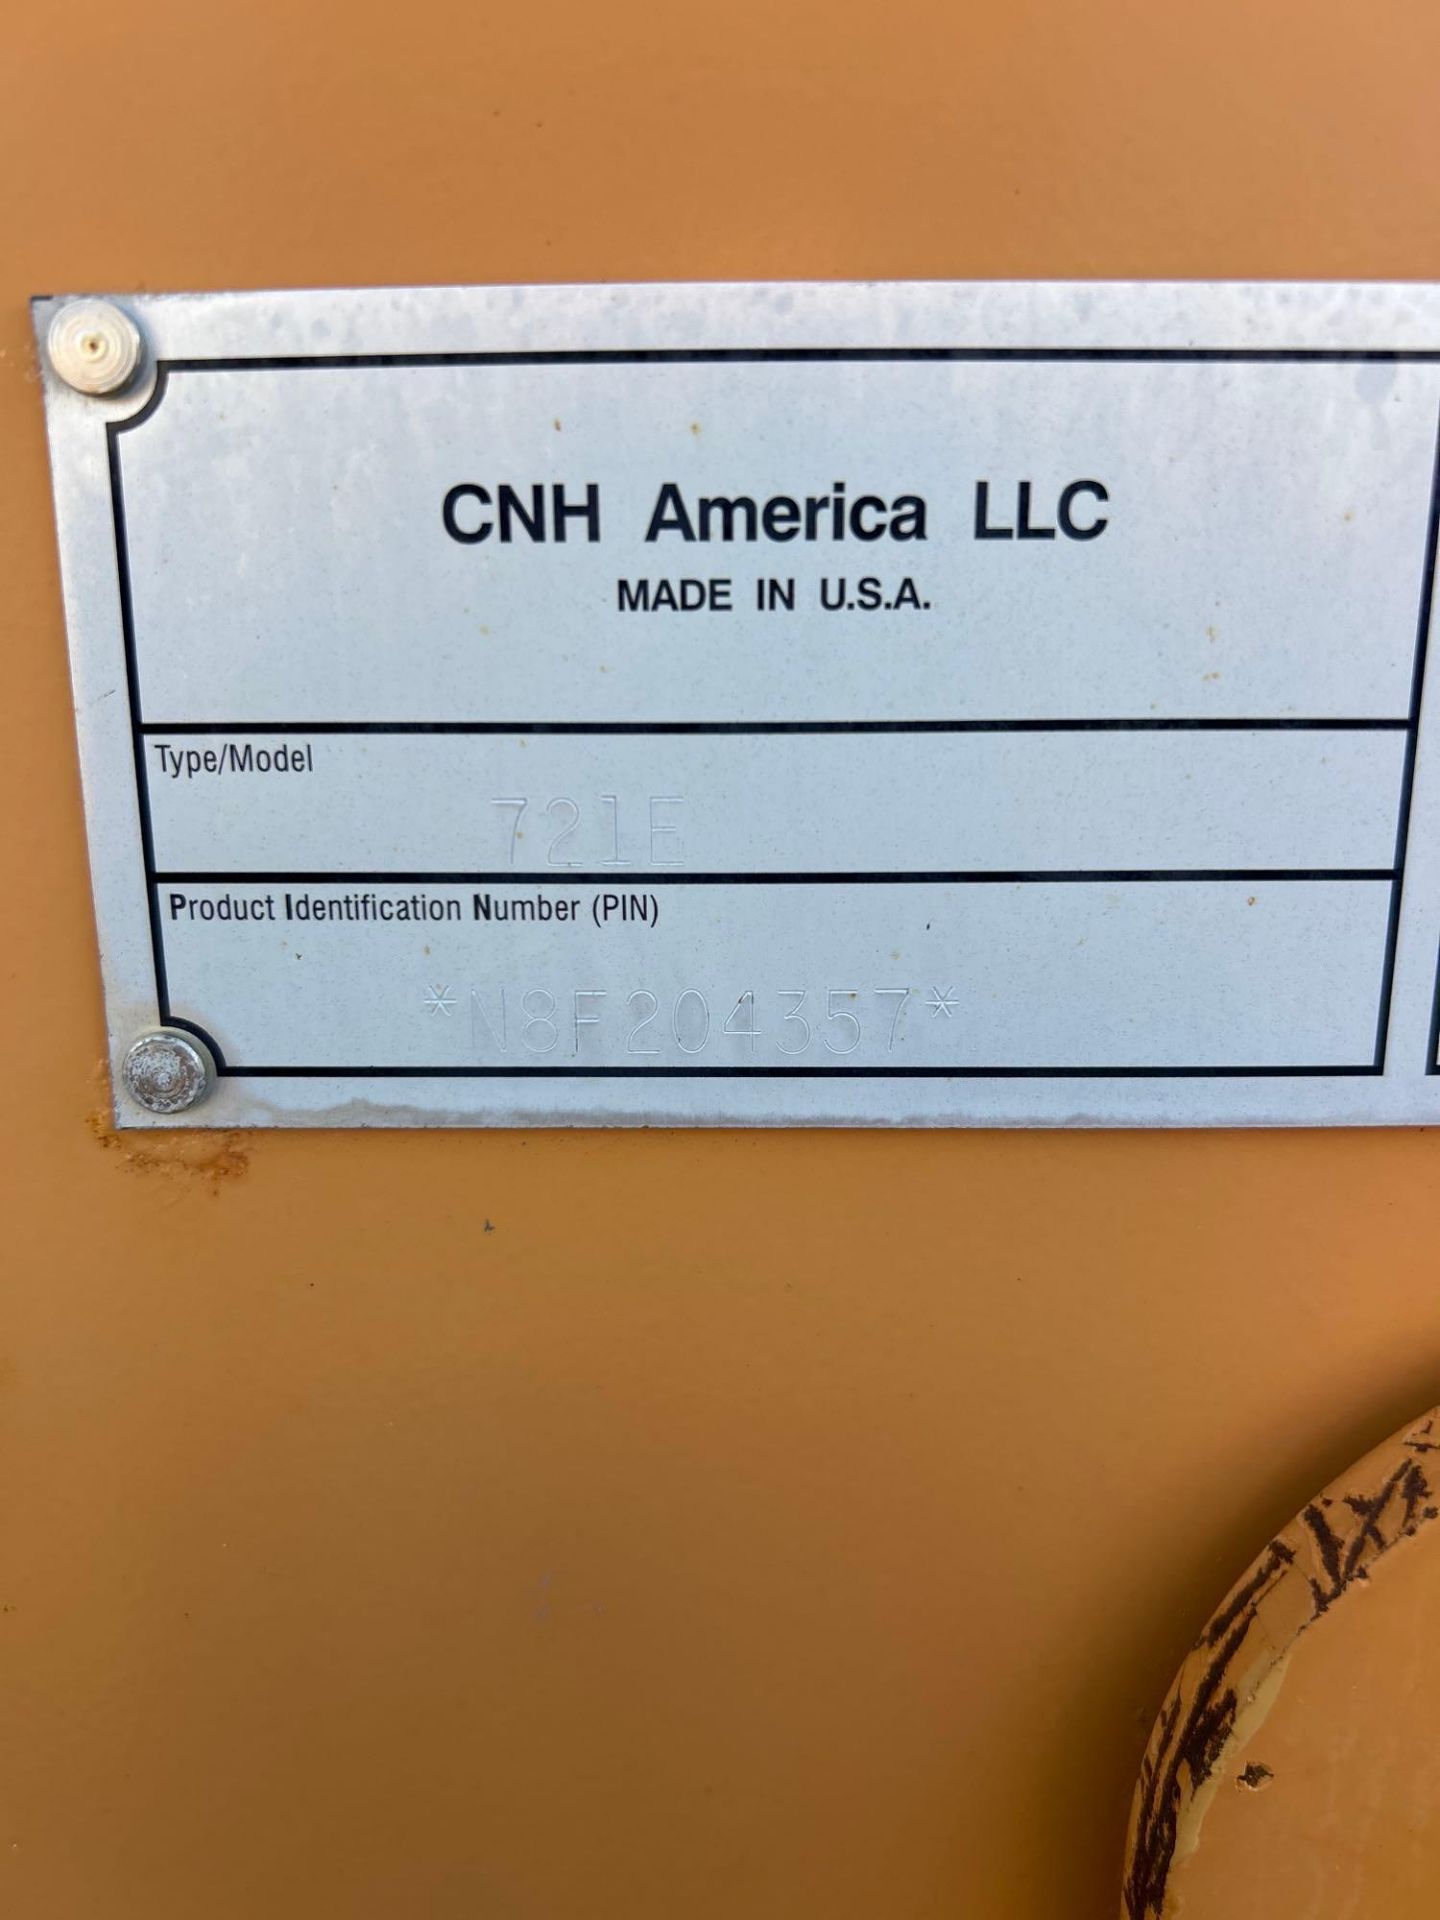 CNH America LLC
MADE IN U.S.A.
Type/Model
721E
Product Identification Number (PIN)
*N8F204357*